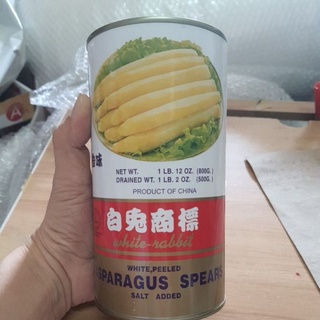 NET WT. 1 LB. 12 OZ. (800G.)
DRAINED WT. 1 LB. 2 OZ. (500G.)
PRODUCT OF CHINA
白兔商標
white-rabbit
WHITE, PEELED
ASPARAGUS SPEARS
SALT ADDED
A